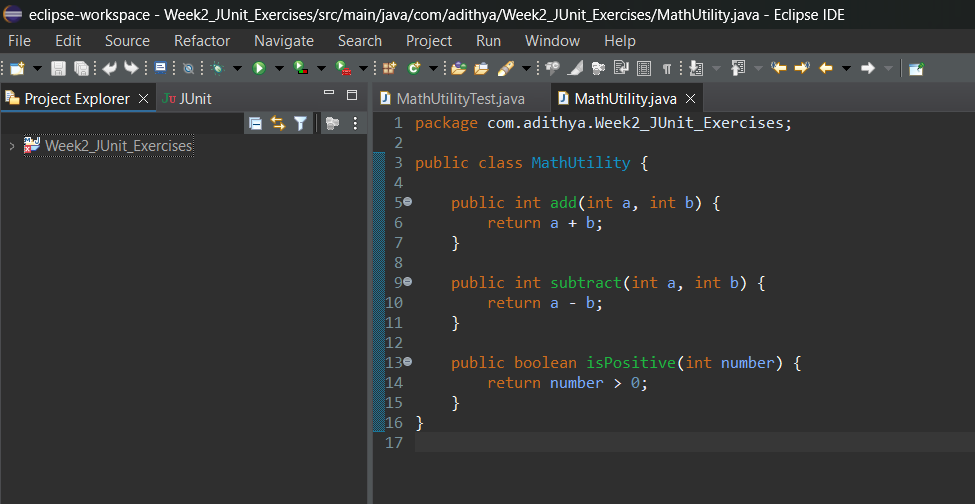 eclipse-workspace - Week2_JUnit_Exercises/src/main/java/com/adithya/Week2_JUnit_Exercises/MathUtility.java - Eclipse IDE
File Edit Source Refactor Navigate Search Project Run Window Help
Project Explorer JUnit
Week2_JUnit_Exercises
MathUtilityTest.java MathUtility.java
1 package com.adithya.Week2_JUnit_Exercises;
2
3 public class MathUtility {
4
5 public int add(int a, int b) {
6 return a + b;
7 }
8
9 public int subtract(int a, int b) {
10 return a - b;
11 }
12
13 public boolean isPositive(int number) {
14 return number > 0;
15 }
16 }
17